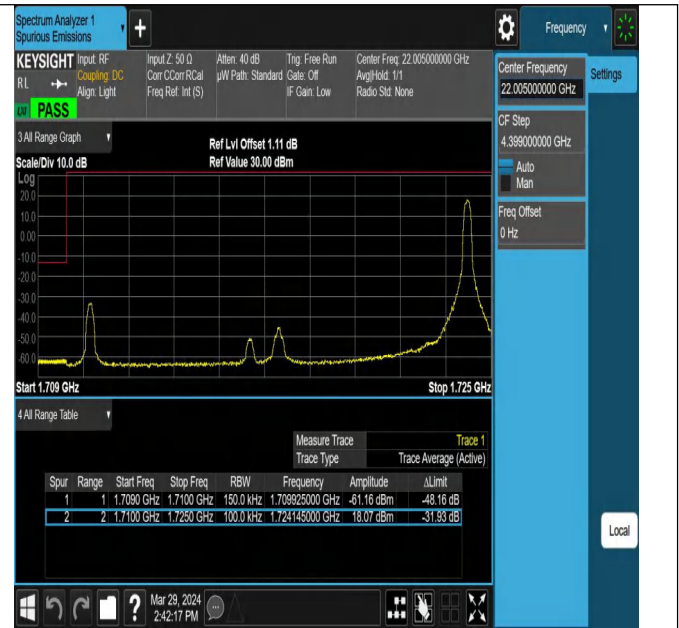 Spectrum Analyzer 1
Spurious Emissions
Frequency
KEYSIGHT Input: RF Input Z: 50 Ω Atten: 40 dB Trig: Free Run Center Freq: 22.005000000 GHz
RL Coupling: DC Corr CCorr RCal µW Path: Standard Gate: Off Avg|Hold: 1/1
Align: Light Freq Ref: Int (S) IF Gain: Low Radio Std: None
PASS
Center Frequency
22.005000000 GHz
Settings
CF Step
4.399000000 GHz
Auto
Man
Freq Offset
0 Hz
3 All Range Graph
Ref Lvl Offset 1.11 dB
Scale/Div 10.0 dB Ref Value 30.00 dBm
Log
20.0
10.0
0.00
-10.0
-20.0
-30.0
-40.0
-50.0
-60.0
Start 1.709 GHz Stop 1.725 GHz
4 All Range Table
Measure Trace Trace 1
Trace Type Trace Average (Active)
Spur Range Start Freq Stop Freq RBW Frequency Amplitude ΔLimit
1 1 1.7090 GHz 1.7100 GHz 150.0 kHz 1.709925000 GHz -61.16 dBm -48.16 dB
2 2 1.7100 GHz 1.7250 GHz 100.0 kHz 1.724145000 GHz 18.07 dBm -31.93 dB
Local
Mar 29, 2024
2:42:17 PM